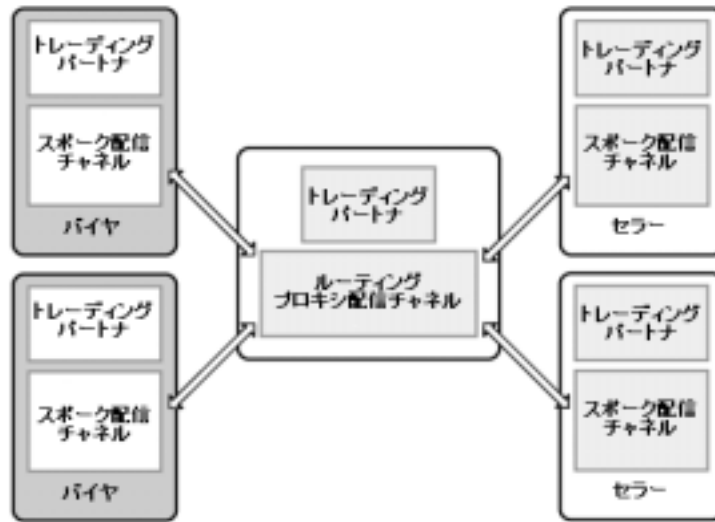 トレーディング
パートナ
スポーク配信
チャネル
バイヤ
トレーディング
パートナ
スポーク配信
チャネル
バイヤ
トレーディング
パートナ
ルーティング
プロキシ配信チャネル
トレーディング
パートナ
スポーク配信
チャネル
セラー
トレーディング
パートナ
スポーク配信
チャネル
セラー